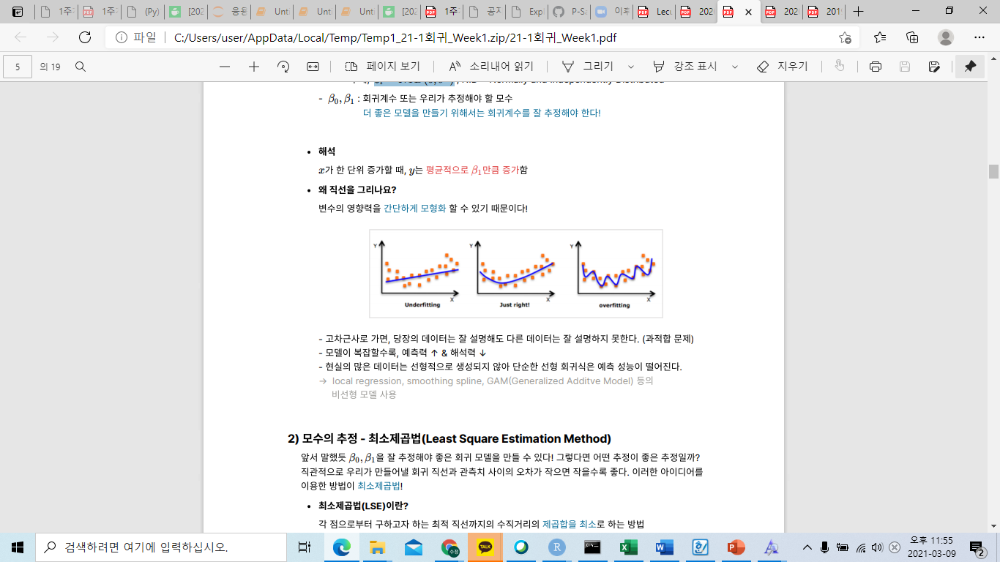 1주
1주
(Py
[202
응용
Unti
Unti
Unti
[202
1주
공지
Exp
P-Sa
이후
Lecu
202
202
201
파일
C:/Users/user/AppData/Local/Temp/Temp1_21-1회귀_Week1.zip/21-1회귀_Week1.pdf
5 의 19
페이지 보기
소리내어 읽기
그리기
강조 표시
지우기
- β₀, β₁ : 회귀계수 또는 우리가 추정해야 할 모수
더 좋은 모델을 만들기 위해서는 회귀계수를 잘 추정해야 한다!
• 해석
x가 한 단위 증가할 때, y는 평균적으로 β₁만큼 증가함
• 왜 직선을 그리나요?
변수의 영향력을 간단하게 모형화 할 수 있기 때문이다!
Y
X
Underfitting
Y
X
Just right!
Y
X
overfitting
- 고차근사로 가면, 당장의 데이터는 잘 설명해도 다른 데이터는 잘 설명하지 못한다. (과적합 문제)
- 모델이 복잡할수록, 예측력 ↑ & 해석력 ↓
- 현실의 많은 데이터는 선형적으로 생성되지 않아 단순한 선형 회귀식은 예측 성능이 떨어진다.
→ local regression, smoothing spline, GAM(Generalized Additve Model) 등의
비선형 모델 사용
2) 모수의 추정 - 최소제곱법(Least Square Estimation Method)
앞서 말했듯 β₀, β₁을 잘 추정해야 좋은 회귀 모델을 만들 수 있다! 그렇다면 어떤 추정이 좋은 추정일까?
직관적으로 우리가 만들어낼 회귀 직선과 관측치 사이의 오차가 작으면 작을수록 좋다. 이러한 아이디어를
이용한 방법이 최소제곱법!
• 최소제곱법(LSE)이란?
각 점으로부터 구하고자 하는 최적 직선까지의 수직거리의 제곱합을 최소로 하는 방법
검색하려면 여기에 입력하십시오.
수정
TALK
오후 11:55
2021-03-09
2